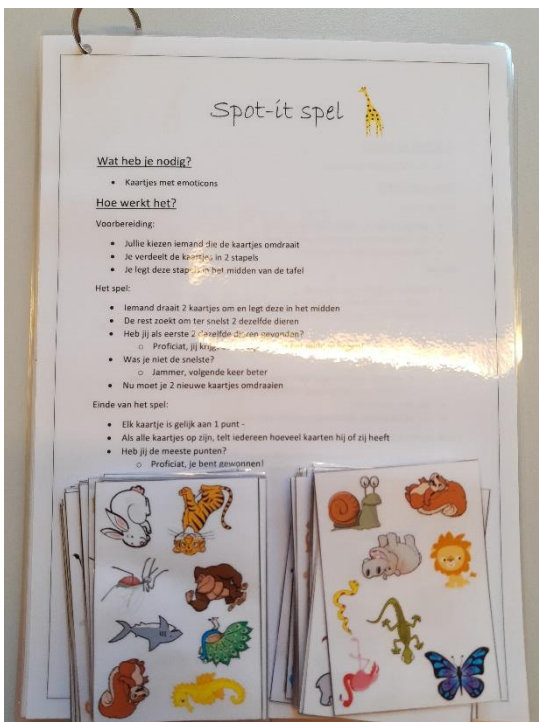 Spot-it spel
Wat heb je nodig?
• Kaartjes met emoticons
Hoe werkt het?
Voorbereiding:
• Jullie kiezen iemand die de kaartjes omdraait
• Je verdeelt de kaartjes in 2 stapels
• Je legt deze stapels in het midden van de tafel
Het spel:
• Iemand draait 2 kaartjes om en legt deze in het midden
• De rest zoekt om ter snelst 2 dezelfde dieren
• Heb jij als eerste 2 dezelfde dieren gevonden?
o Proficiat, jij krijgt
• Was je niet de snelste?
o Jammer, volgende keer beter
• Nu moet je 2 nieuwe kaartjes omdraaien
Einde van het spel:
• Elk kaartje is gelijk aan 1 punt -
• Als alle kaartjes op zijn, telt iedereen hoeveel kaarten hij of zij heeft
• Heb jij de meeste punten?
o Proficiat, je bent gewonnen!